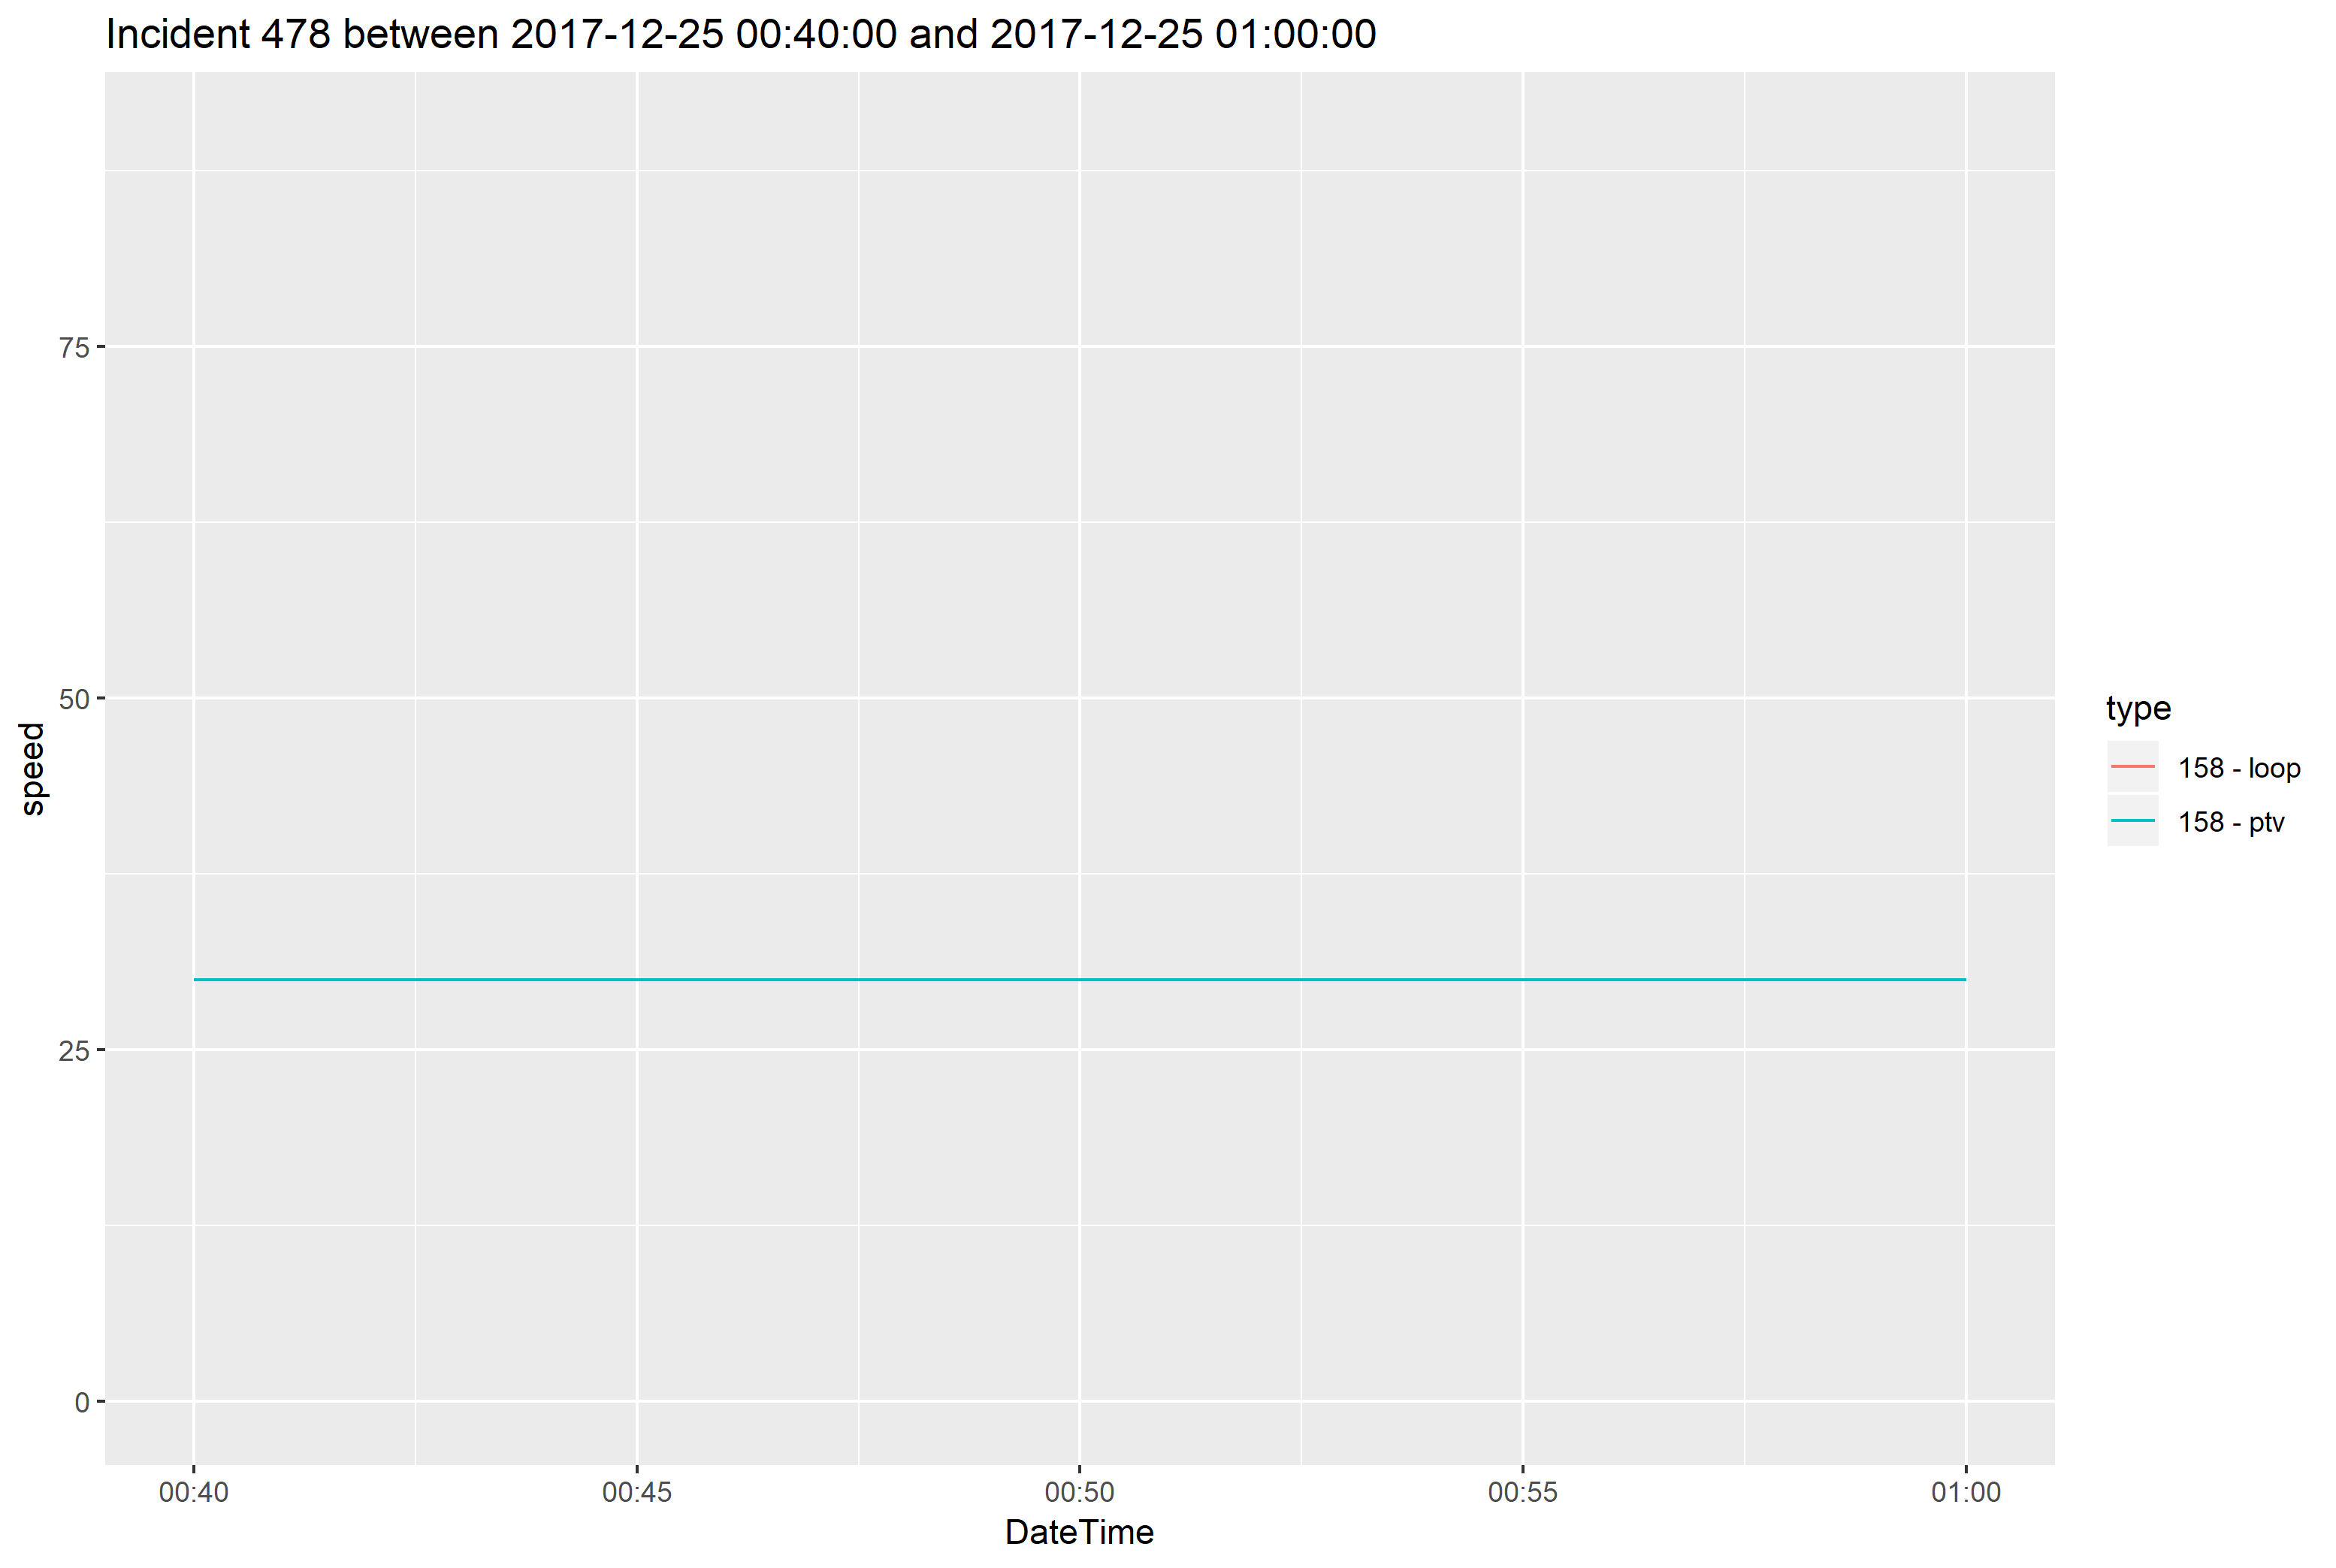 Incident 478 between 2017-12-25 00:40:00 and 2017-12-25 01:00:00
75
50
25
0
speed
00:40 00:45 00:50 00:55 01:00
DateTime
type
158 - loop
158 - ptv